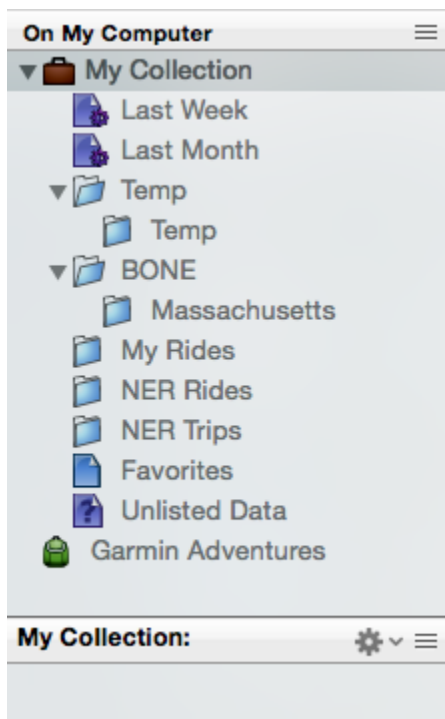 On My Computer
My Collection
Last Week
Last Month
Temp
Temp
BONE
Massachusetts
My Rides
NER Rides
NER Trips
Favorites
Unlisted Data
Garmin Adventures
My Collection: